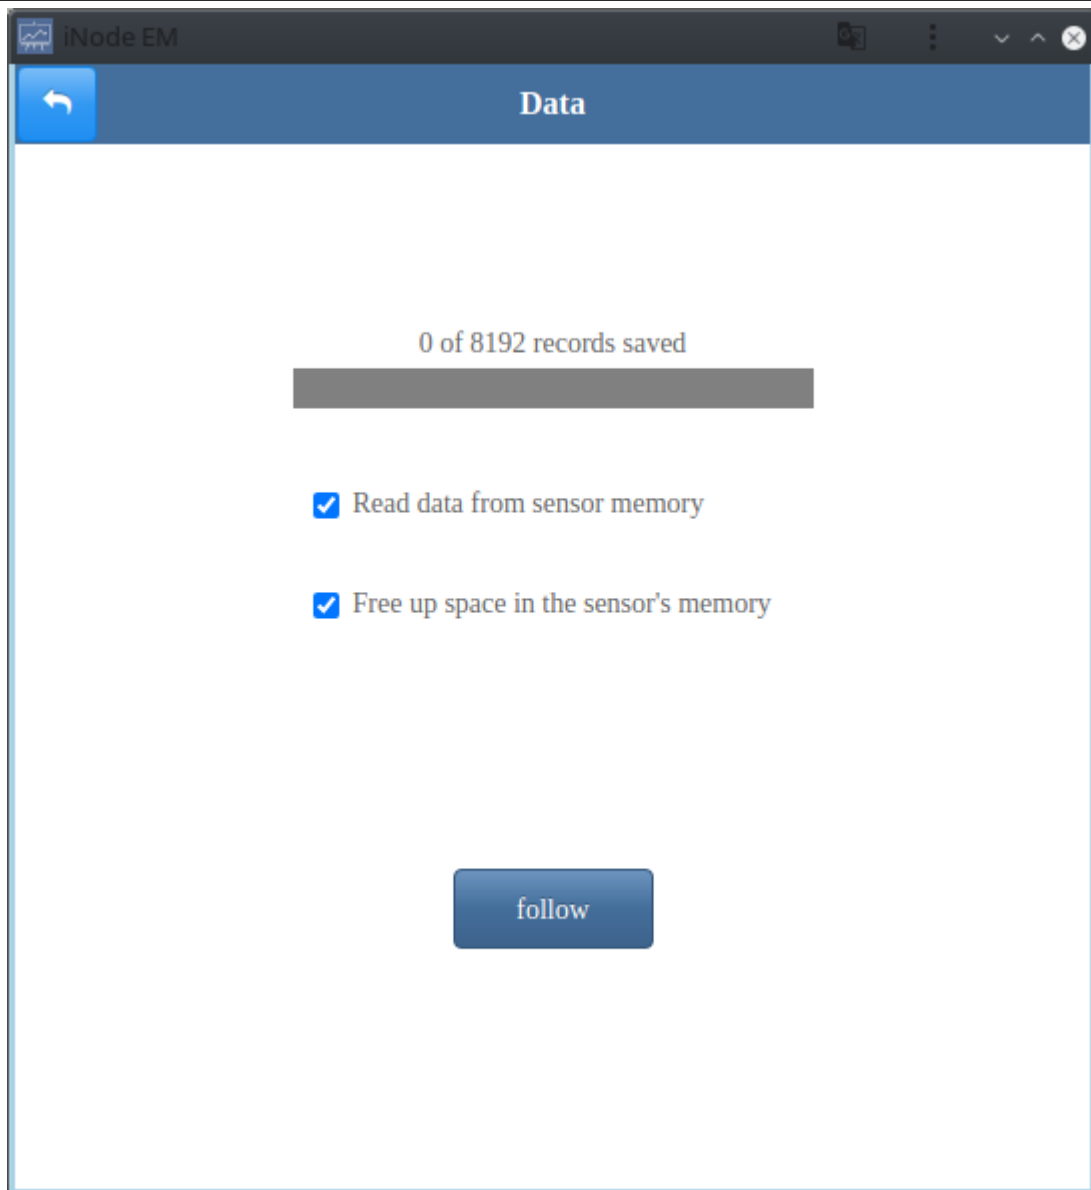 iNode EM
Data
0 of 8192 records saved
Read data from sensor memory
Free up space in the sensor's memory
follow